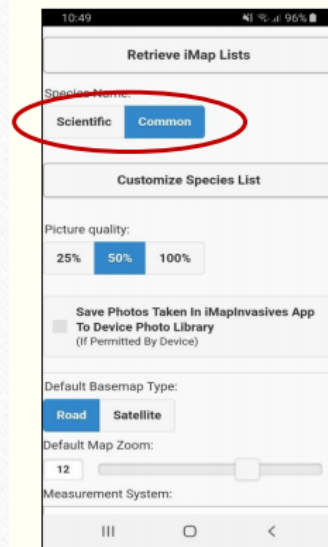 10:49 96%
Retrieve iMap Lists
Species Name:
Scientific Common
Customize Species List
Picture quality:
25% 50% 100%
Save Photos Taken In iMapInvasives App
To Device Photo Library
(If Permitted By Device)
Default Basemap Type:
Road Satellite
Default Map Zoom:
12
Measurement System: